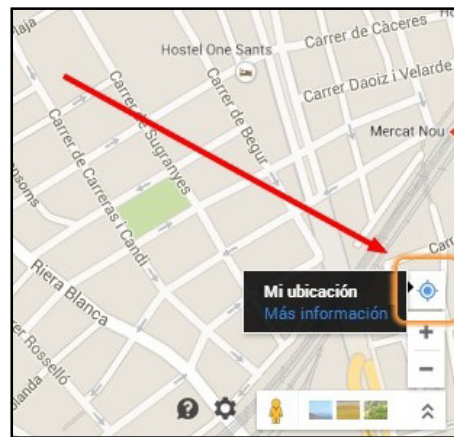 Hostel One Sants
Carrer de Càceres
Carrer Daoiz i Velarde
Mercat Nou
Carrer de Sugranyes
Carrer de Begur
Carrer de Carreras i Candi
Riera Blanca
Mi ubicación
Más información